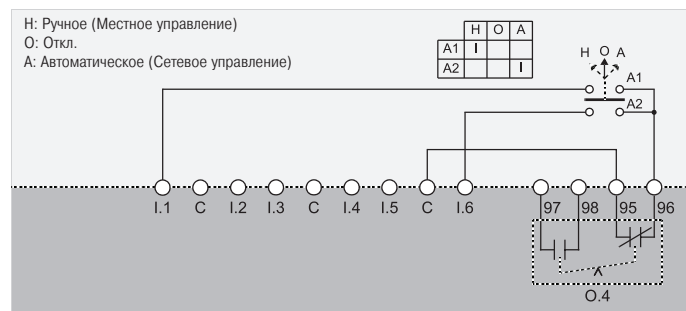 Н: Ручное (Местное управление)
О: Откл.
А: Автоматическое (Сетевое управление)
H O A
A1 I
A2 I
H O A
A1
A2
I.1 C I.2 I.3 C I.4 I.5 C I.6 97 98 95 96
O.4